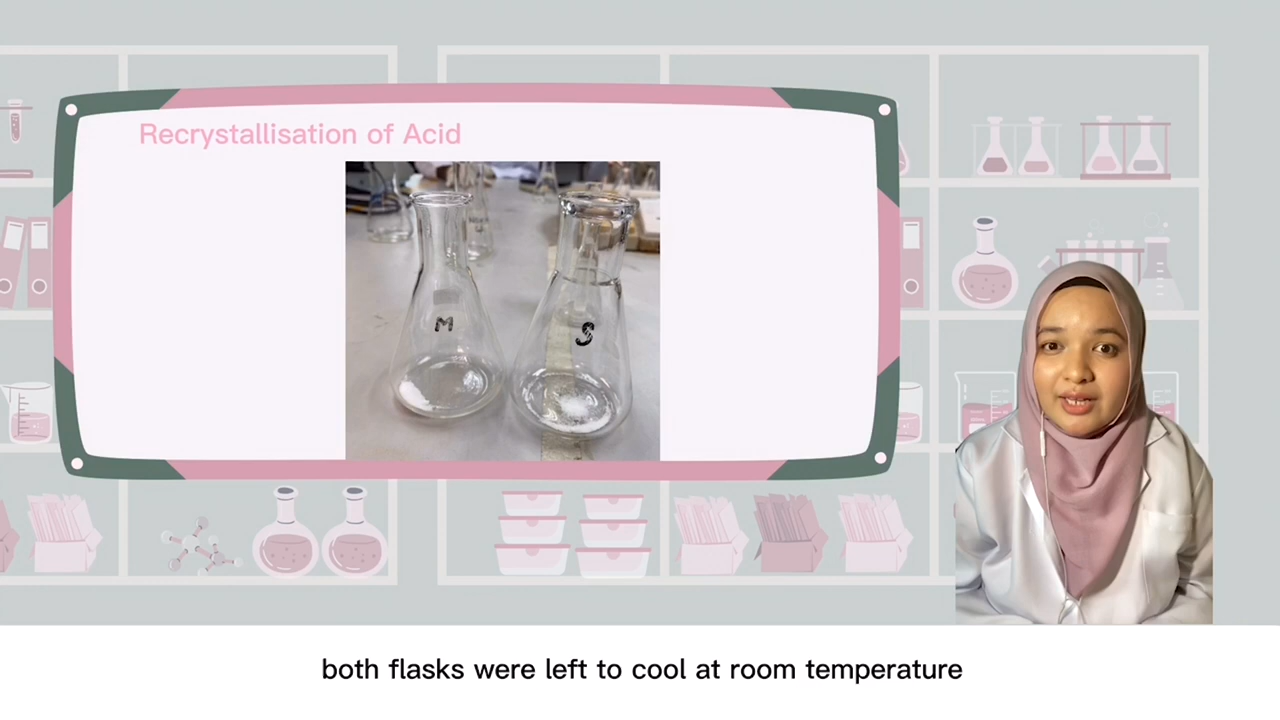 Recrystallisation of Acid
M
S
both flasks were left to cool at room temperature